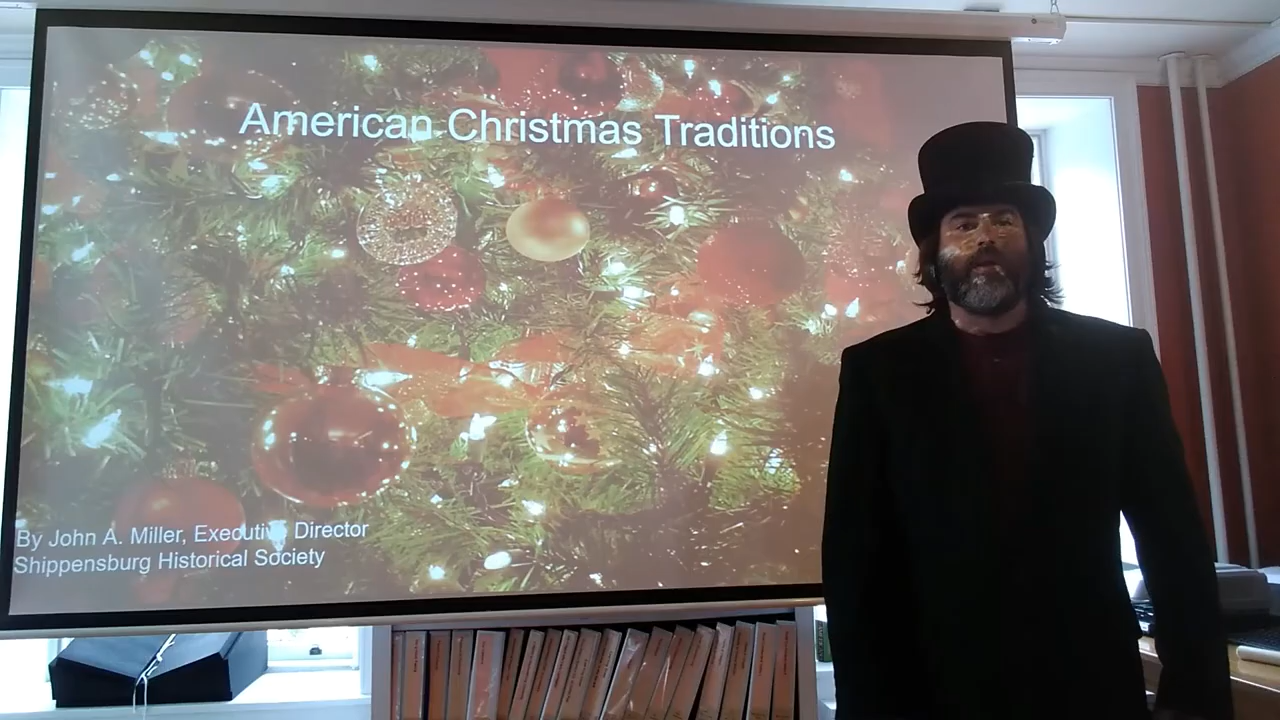 American Christmas Traditions
By John A. Miller, Executive Director
Shippensburg Historical Society